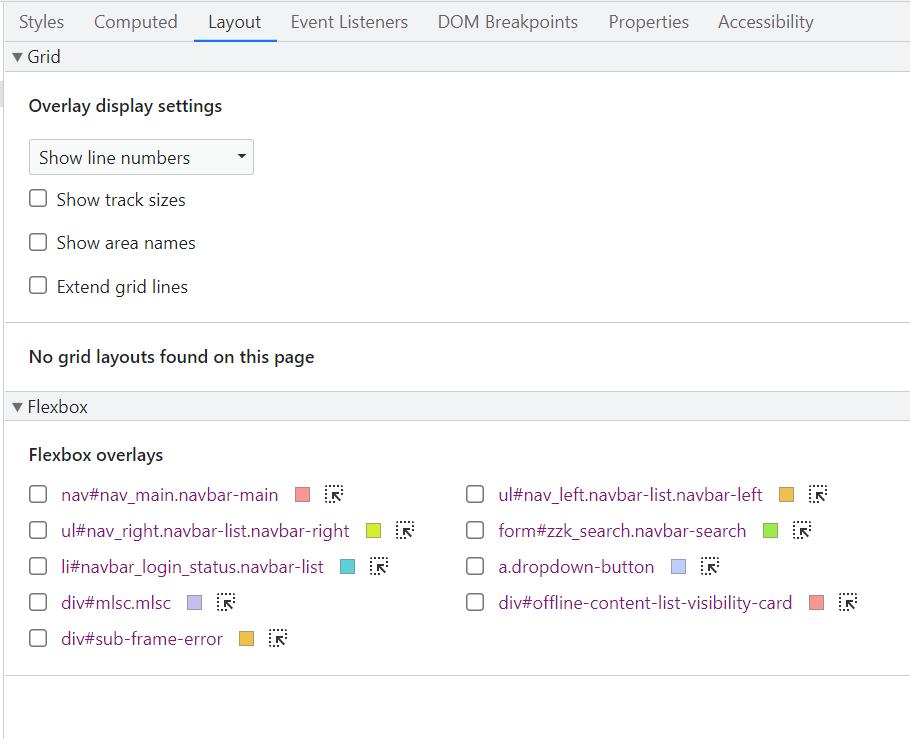 Styles Computed Layout Event Listeners DOM Breakpoints Properties Accessibility
Grid
Overlay display settings
Show line numbers
Show track sizes
Show area names
Extend grid lines
No grid layouts found on this page
Flexbox
Flexbox overlays
nav#nav_main.navbar-main ul#nav_left.navbar-list.navbar-left
ul#nav_right.navbar-list.navbar-right form#zzk_search.navbar-search
li#navbar_login_status.navbar-list a.dropdown-button
div#mlsc.mlsc div#offline-content-list-visibility-card
div#sub-frame-error